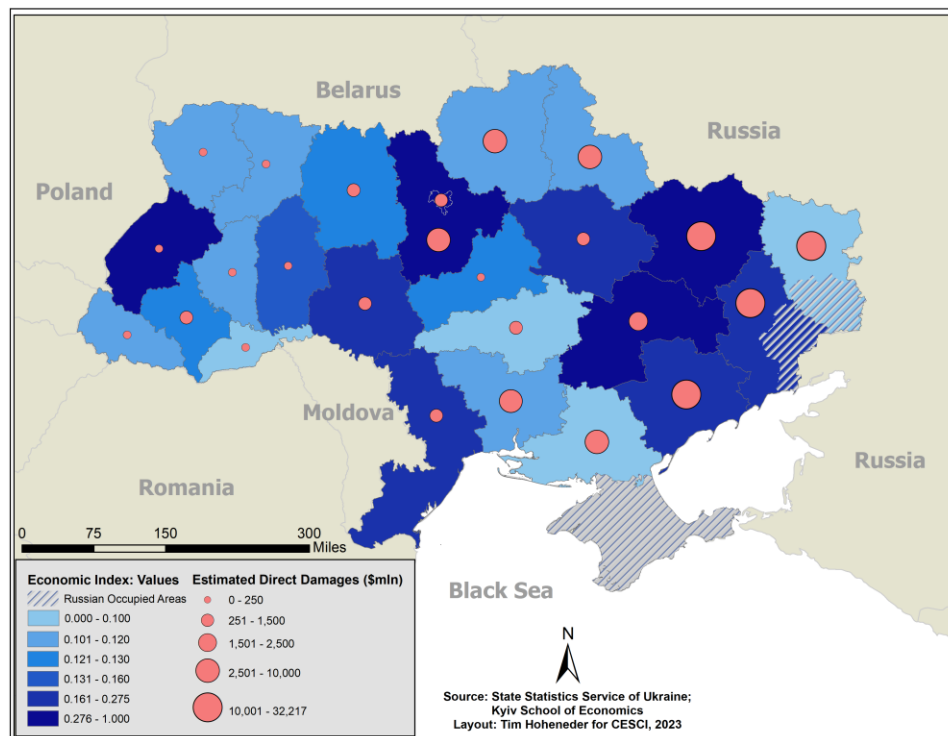 Belarus
Russia
Poland
Moldova
Romania
Russia
Black Sea
0 75 150 300
Miles
Economic Index: Values
Russian Occupied Areas
0.000 - 0.100
0.101 - 0.120
0.121 - 0.130
0.131 - 0.160
0.161 - 0.275
0.276 - 1.000
Estimated Direct Damages ($mln)
0 - 250
251 - 1,500
1,501 - 2,500
2,501 - 10,000
10,001 - 32,217
N
Source: State Statistics Service of Ukraine;
Kyiv School of Economics
Layout: Tim Hoheneder for CESCI, 2023